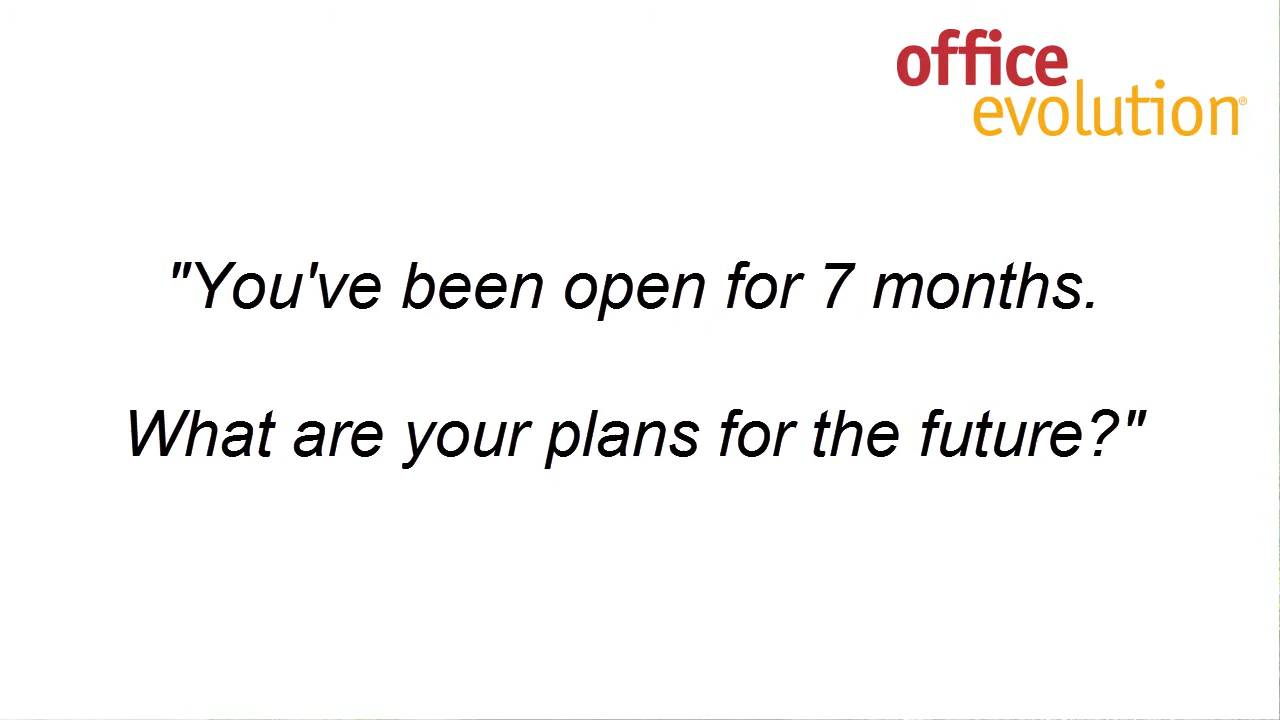 office
evolution®
"You've been open for 7 months.
What are your plans for the future?"